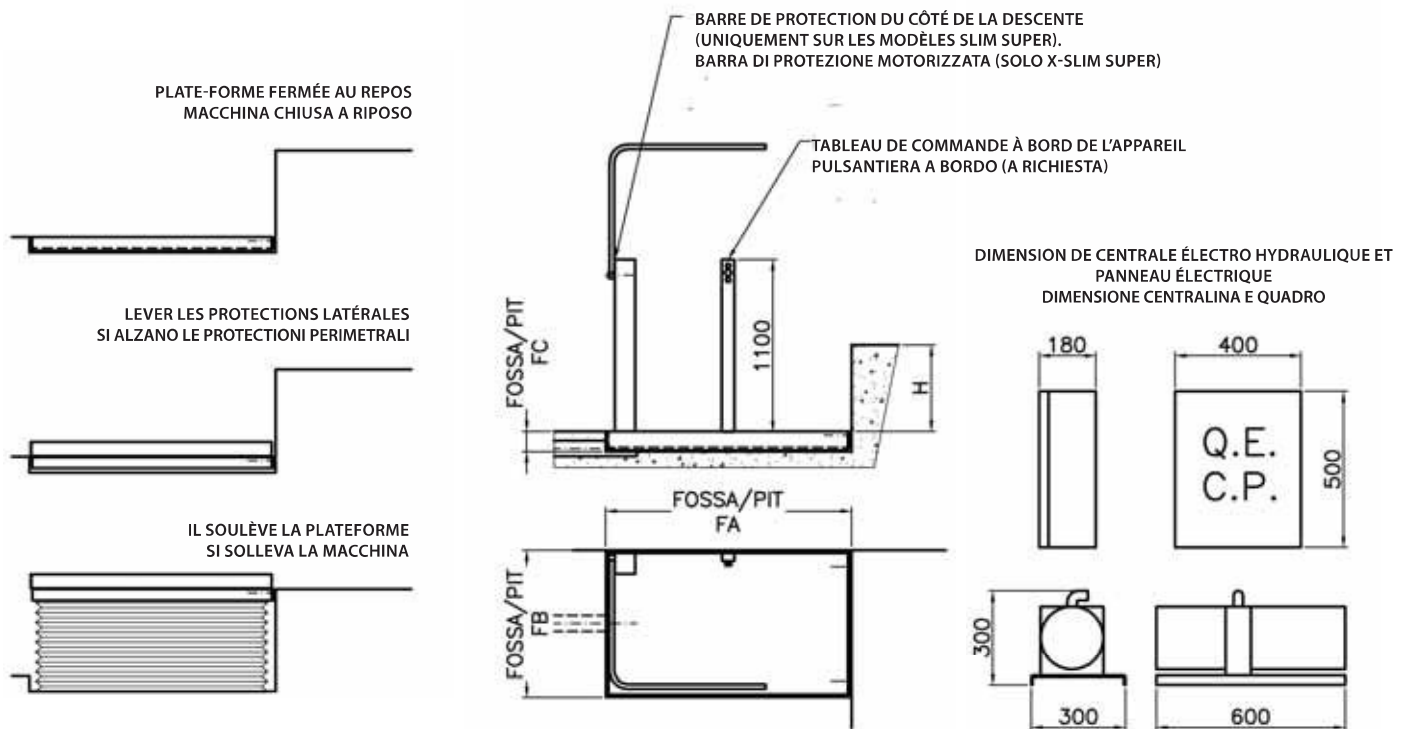 PLATE-FORME FERMÉE AU REPOS
MACCHINA CHIUSA A RIPOSO
LEVER LES PROTECTIONS LATÉRALES
SI ALZANO LE PROTECTIONI PERIMETRALI
IL SOULÈVE LA PLATEFORME
SI SOLLEVA LA MACCHINA
BARRE DE PROTECTION DU CÔTÉ DE LA DESCENTE
(UNIQUEMENT SUR LES MODÈLES SLIM SUPER).
BARRA DI PROTEZIONE MOTORIZZATA (SOLO X-SLIM SUPER)
TABLEAU DE COMMANDE À BORD DE L'APPAREIL
PULSANTIERA A BORDO (A RICHIESTA)
FOSSA/PIT
FC
1100
H
FOSSA/PIT
FA
FOSSA/PIT
FB
DIMENSION DE CENTRALE ÉLECTRO HYDRAULIQUE ET
PANNEAU ÉLECTRIQUE
DIMENSIONE CENTRALINA E QUADRO
180
400
Q.E.
C.P.
500
300
300
600